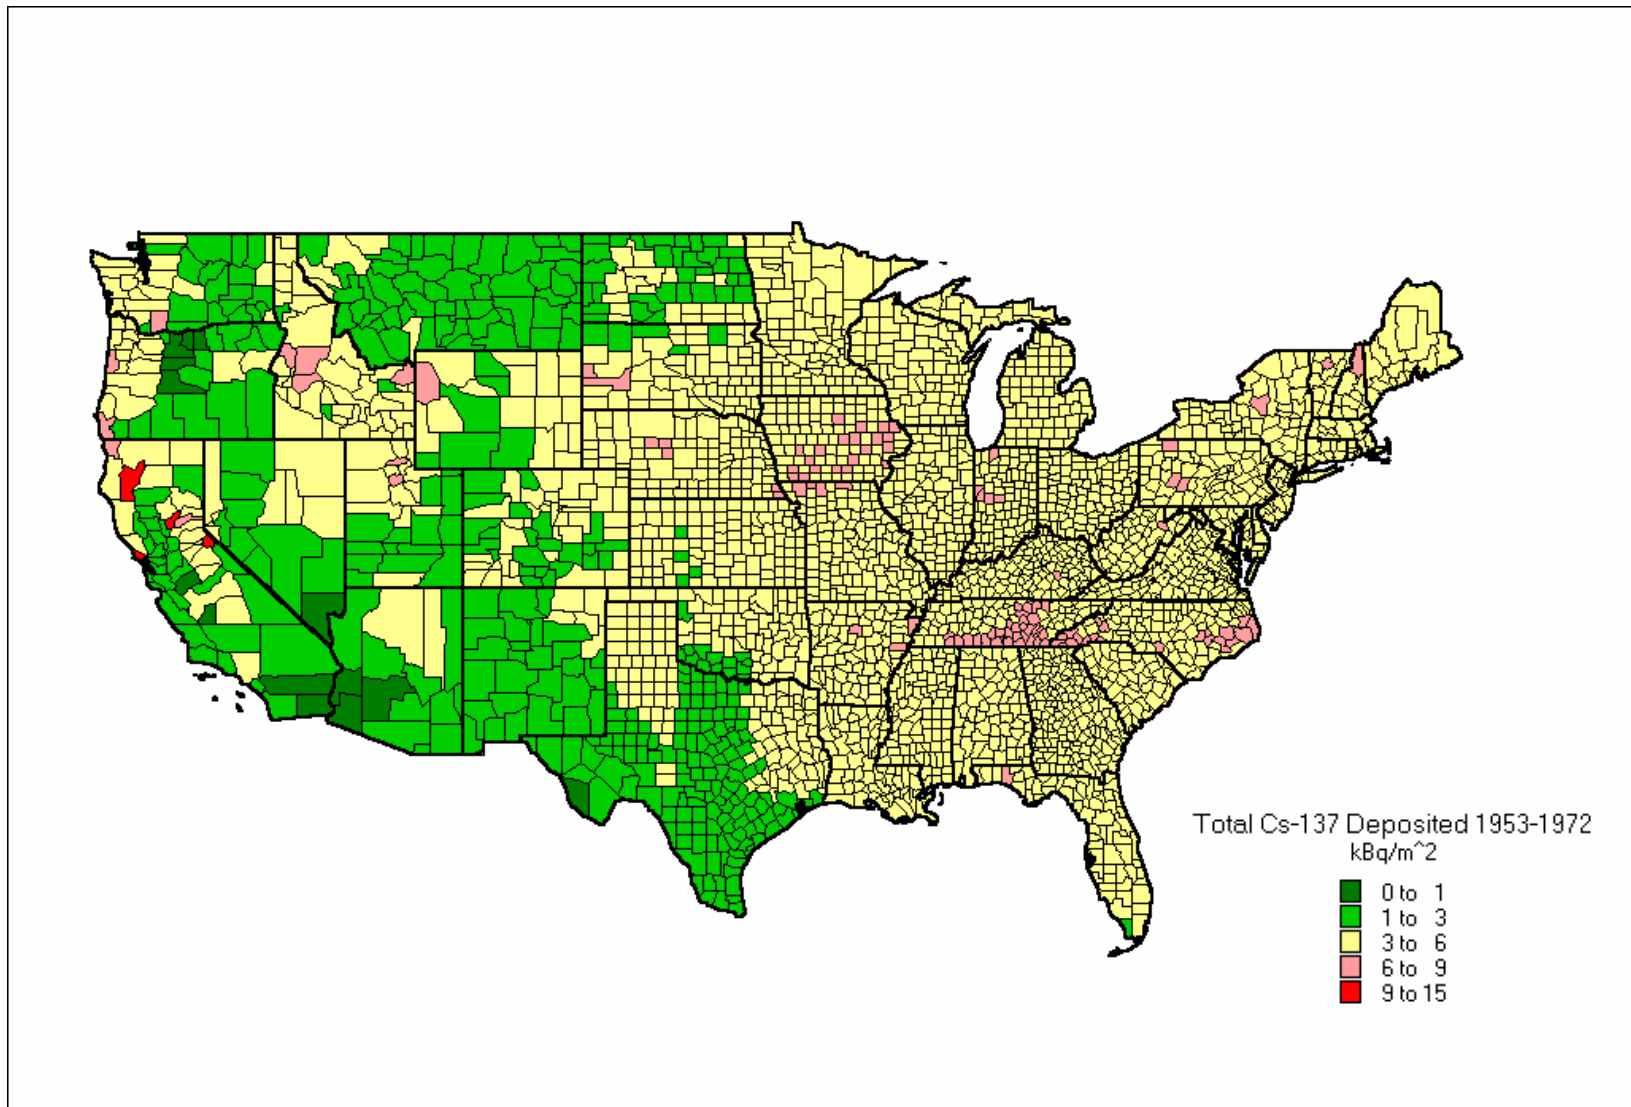 Total Cs-137 Deposited 1953-1972
kBq/m^2
0 to 1
1 to 3
3 to 6
6 to 9
9 to 15